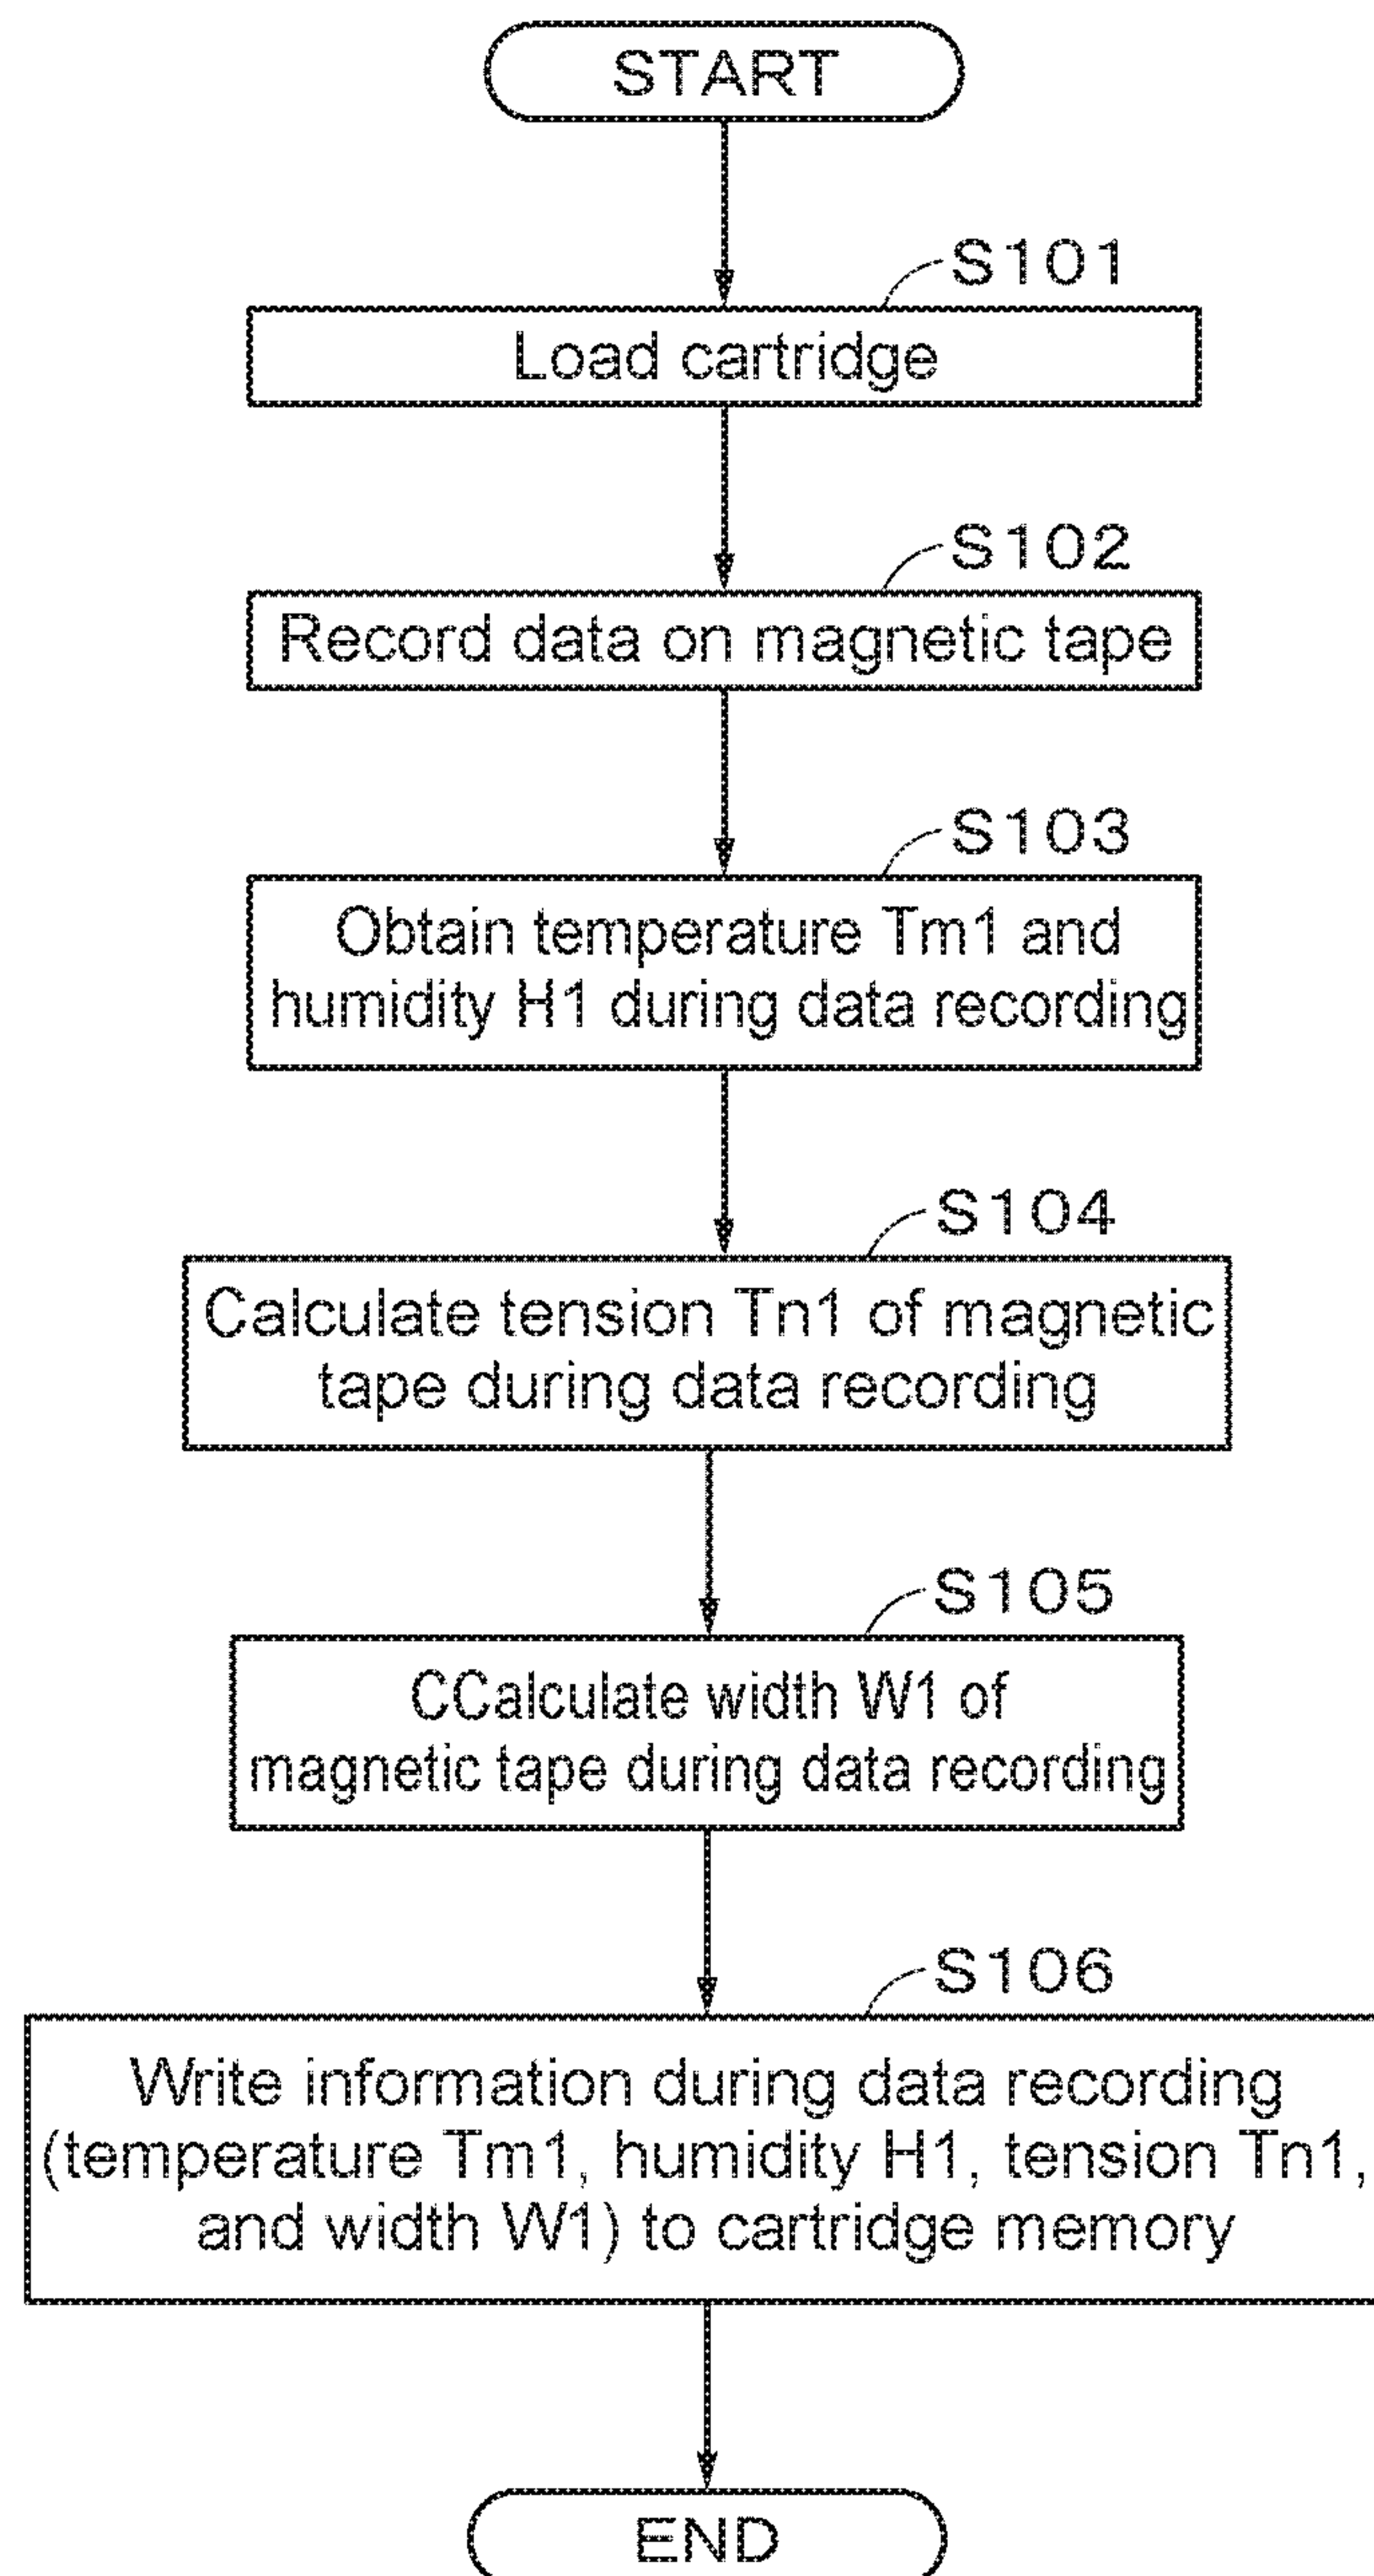 START
S101
Load cartridge
S102
Record data on magnetic tape
S103
Obtain temperature Tm1 and
humidity H1 during data recording
S104
Calculate tension Tn1 of magnetic
tape during data recording
S105
CCalculate width W1 of
magnetic tape during data recording
S106
Write information during data recording
(temperature Tm1, humidity H1, tension Tn1,
and width W1) to cartridge memory
END